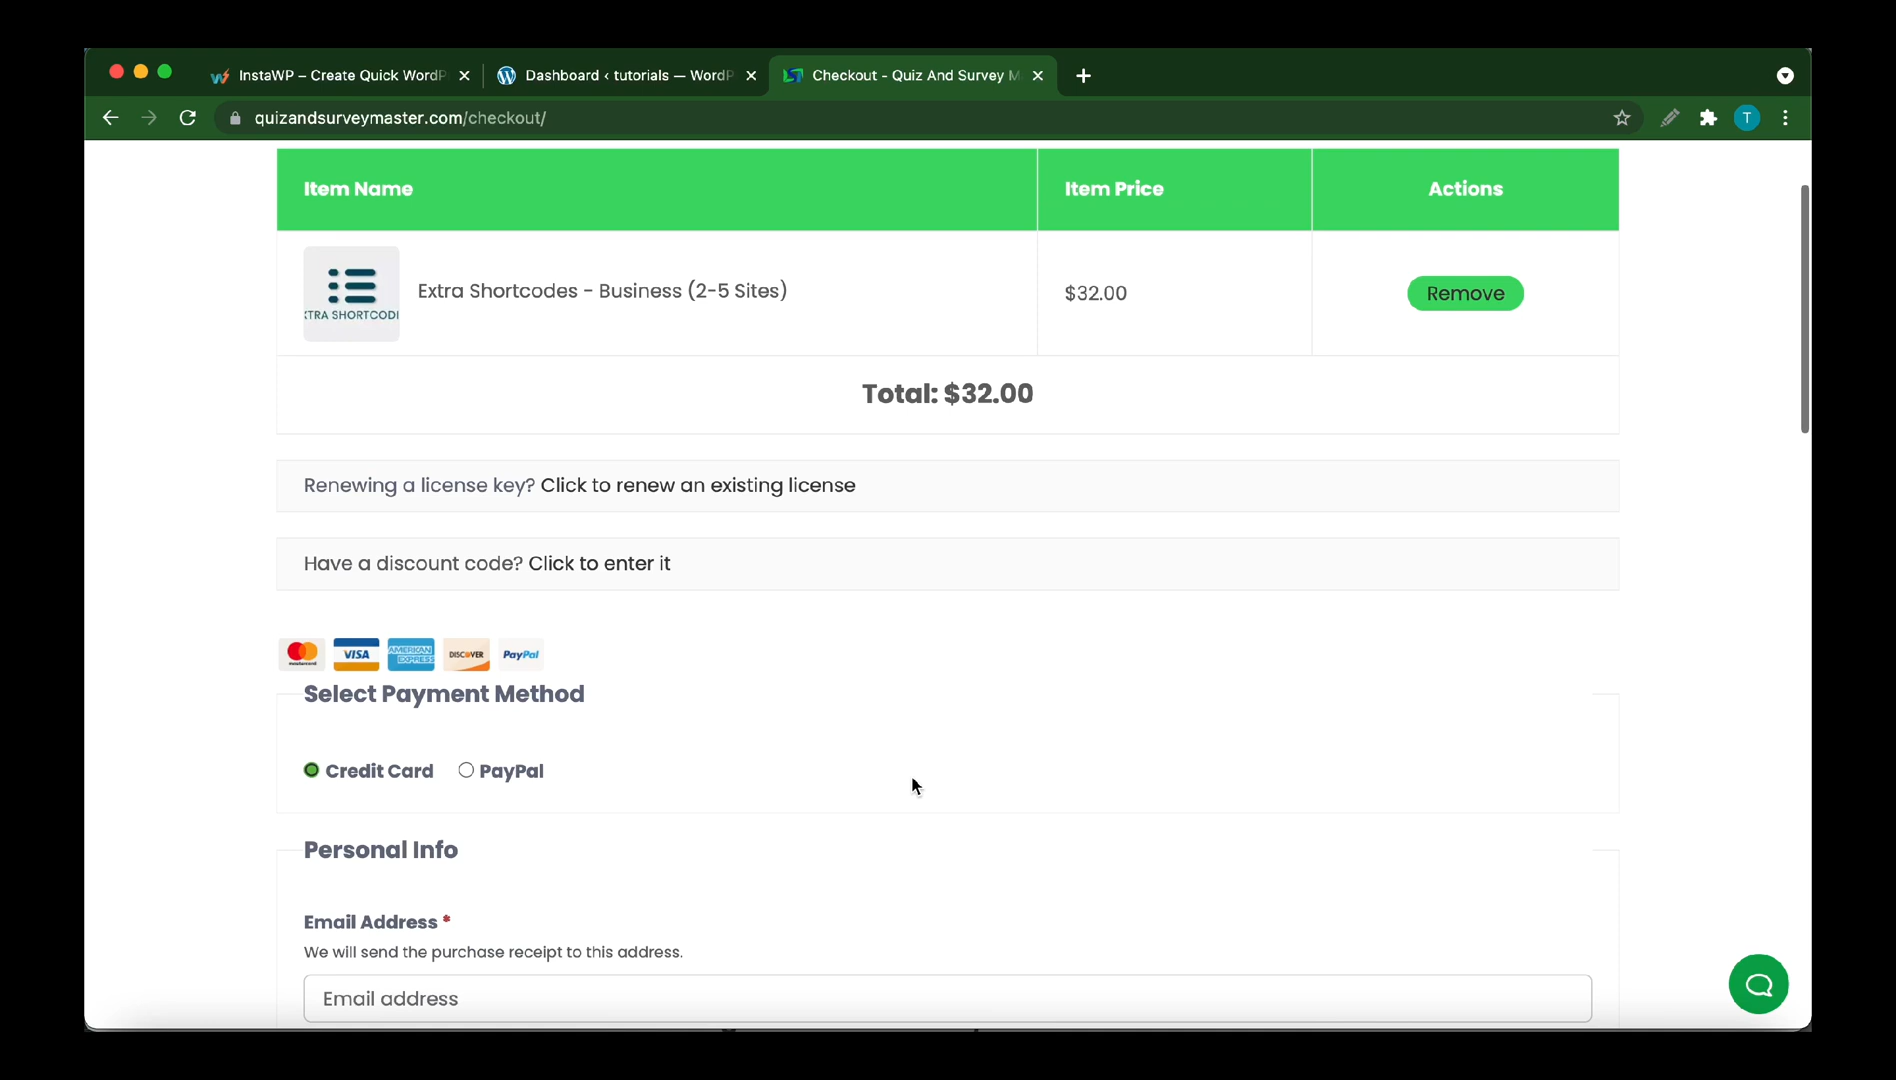 InstaWP – Create Quick WordP
Dashboard ‹ tutorials — WordP
Checkout - Quiz And Survey M
quizandsurveymaster.com/checkout/
T
Item Name
Item Price
Actions
XTRA SHORTCOD
Extra Shortcodes - Business (2-5 Sites)
$32.00
Remove
Total: $32.00
Renewing a license key? Click to renew an existing license
Have a discount code? Click to enter it
mastercard
VISA
AMERICAN EXPRESS
DISCOVER
PayPal
Select Payment Method
Credit Card
PayPal
Personal Info
Email Address *
We will send the purchase receipt to this address.
Email address